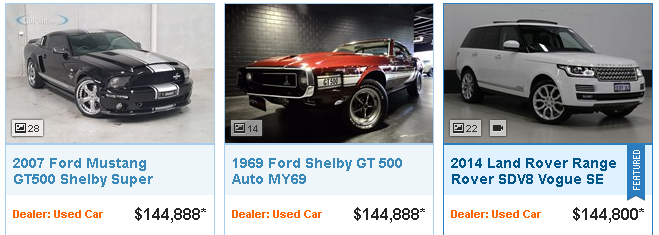 28
14
22
2007 Ford Mustang
GT500 Shelby Super
1969 Ford Shelby GT 500
Auto MY69
2014 Land Rover Range
Rover SDV8 Vogue SE
FEATURED
Dealer: Used Car
$144,888*
Dealer: Used Car
$144,888*
Dealer: Used Car
$144,800*
GT500